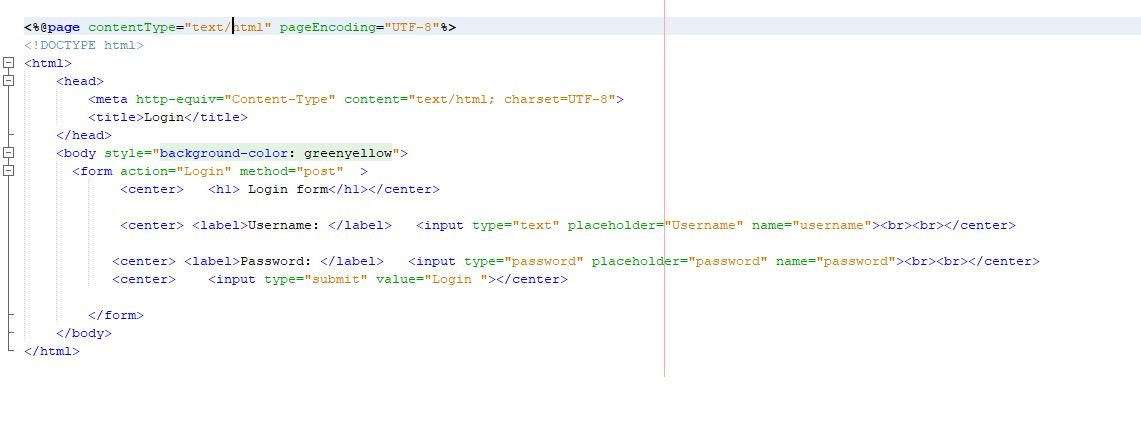 <%@page contentType="text/html" pageEncoding="UTF-8"%>
<!DOCTYPE html>
<html>
    <head>
        <meta http-equiv="Content-Type" content="text/html; charset=UTF-8">
        <title>Login</title>
    </head>
    <body style="background-color: greenyellow">
      <form action="Login" method="post"  >
            <center>   <h1> Login form</h1></center>
            <center> <label>Username: </label>   <input type="text" placeholder="Username" name="username"><br><br></center>
           <center> <label>Password: </label>   <input type="password" placeholder="password" name="password"><br><br></center>
           <center>    <input type="submit" value="Login "></center>
        </form>
    </body>
</html>